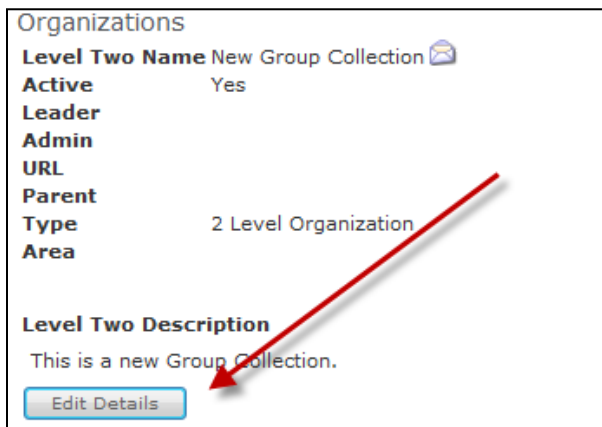 Organizations
Level Two Name New Group Collection
Active Yes
Leader
Admin
URL
Parent
Type 2 Level Organization
Area
Level Two Description
This is a new Group Collection.
Edit Details